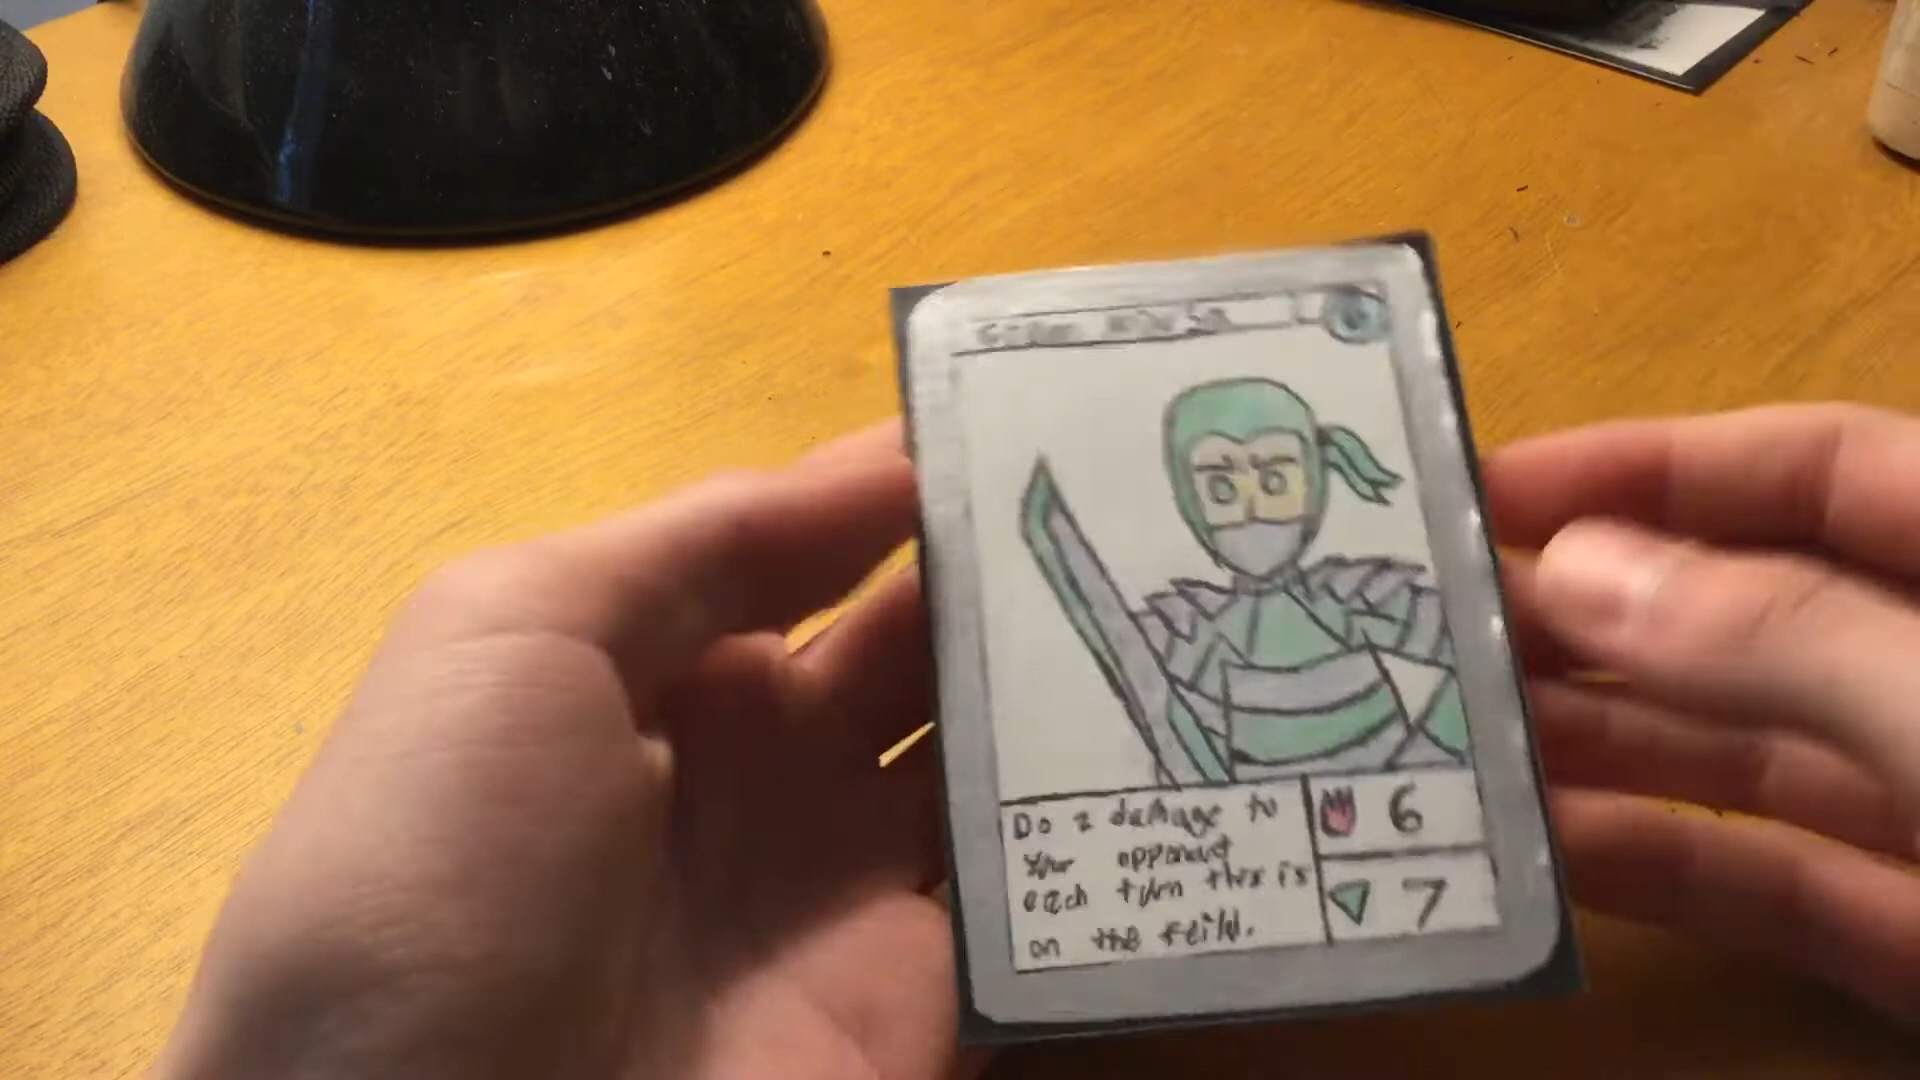 Do 2 damage to 6
your opponent
each turn this is 7
on the feild.